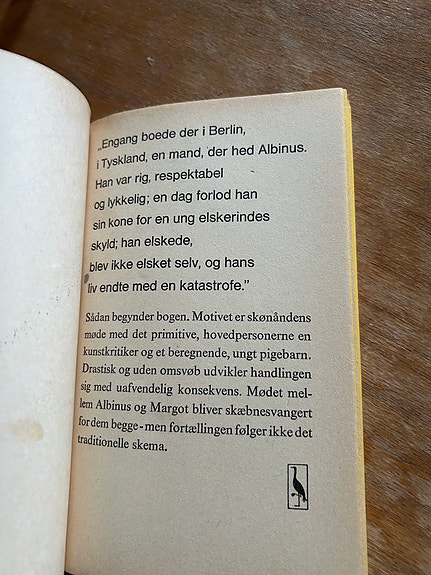 „Engang boede der i Berlin,
i Tyskland, en mand, der hed Albinus.
Han var rig, respektabel
og lykkelig; en dag forlod han
sin kone for en ung elskerindes
skyld; han elskede,
blev ikke elsket selv, og hans
liv endte med en katastrofe.”
Sådan begynder bogen. Motivet er skønåndens
møde med det primitive, hovedpersonerne en
kunstkritiker og et beregnende, ungt pigebarn.
Drastisk og uden omsvøb udvikler handlingen
sig med uafvendelig konsekvens. Mødet mel-
lem Albinus og Margot bliver skæbnesvangert
for dem begge - men fortællingen følger ikke det
traditionelle skema.